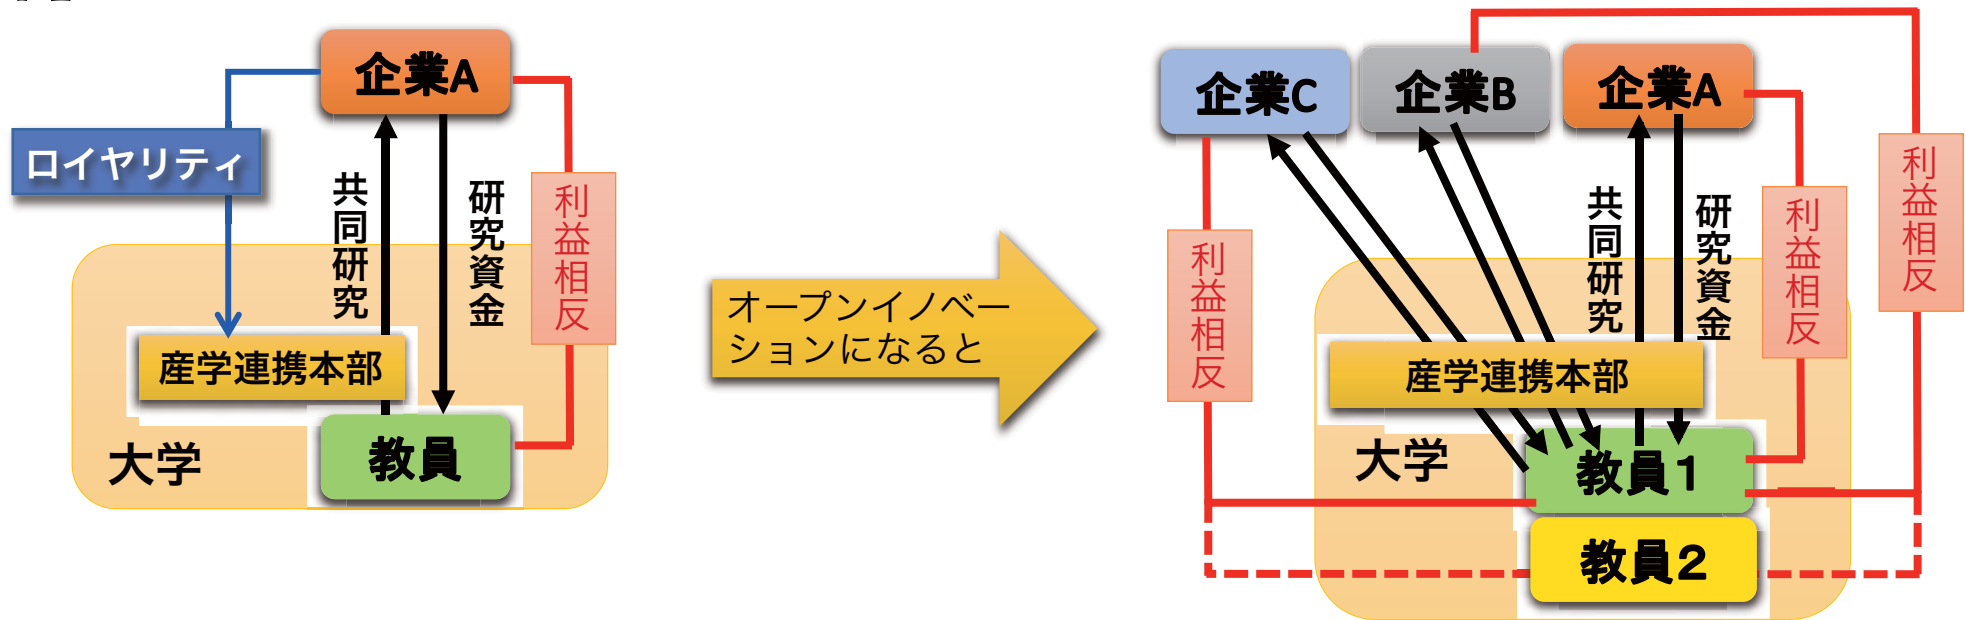 企業A
ロイヤリティ
共同研究
研究資金
利益相反
産学連携本部
大学
教員
オープンイノベー
ションになると
企業C
企業B
企業A
利益相反
共同研究
研究資金
利益相反
利益相反
産学連携本部
大学
教員1
教員2